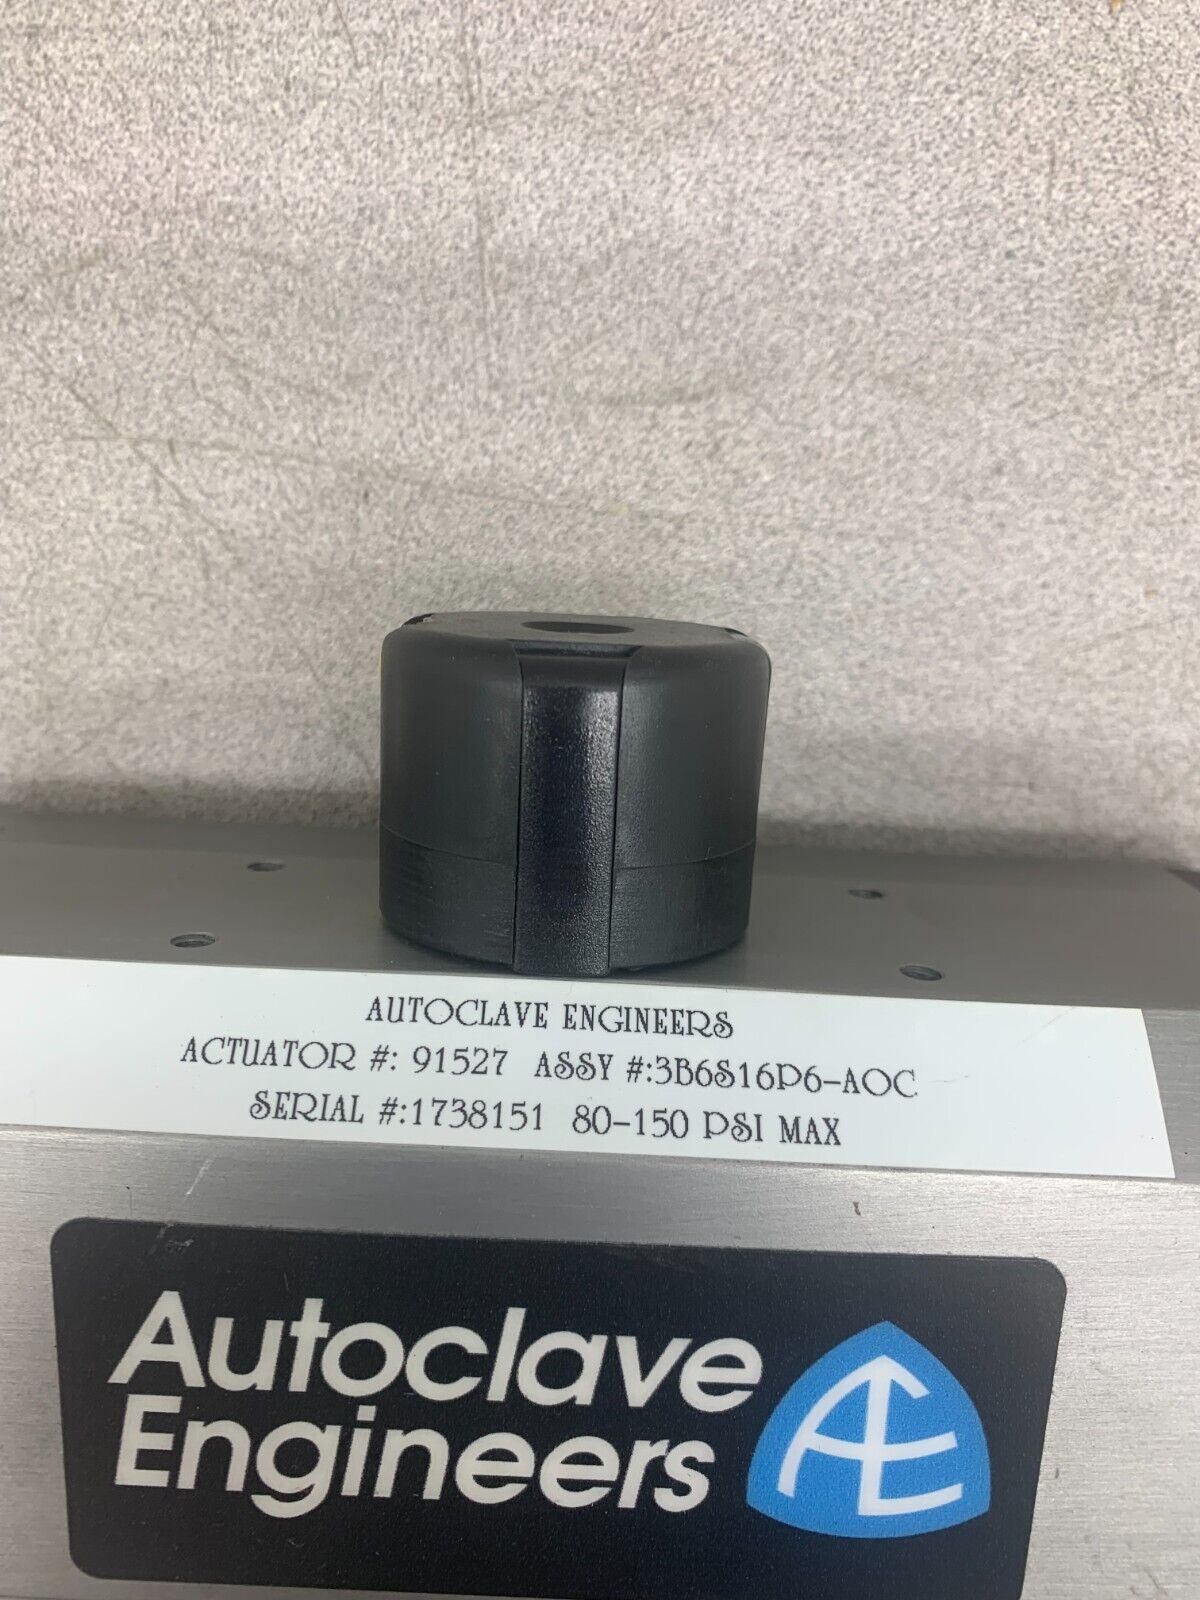 AUTOCLAVE ENGINEERS
ACTUATOR #: 91527 ASSY #:3B6S16P6-AOC
SERIAL #:1738151 80-150 PSI MAX
Autoclave
Engineers
AE